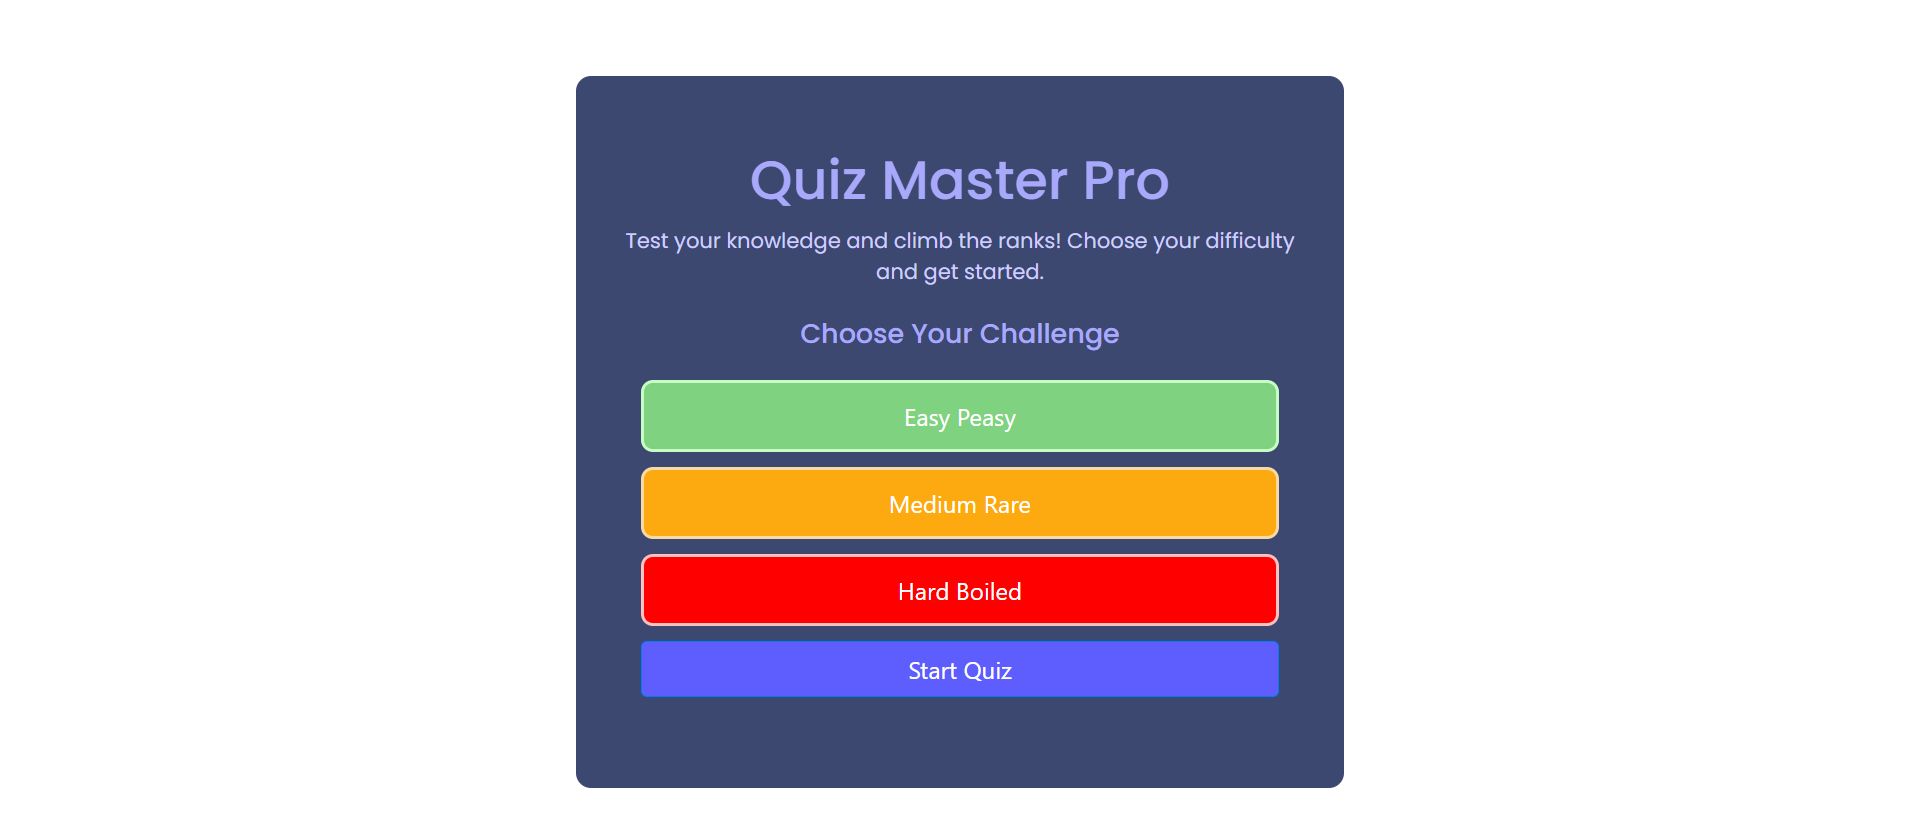 Quiz Master Pro
Test your knowledge and climb the ranks! Choose your difficulty
and get started.
Choose Your Challenge
Easy Peasy
Medium Rare
Hard Boiled
Start Quiz